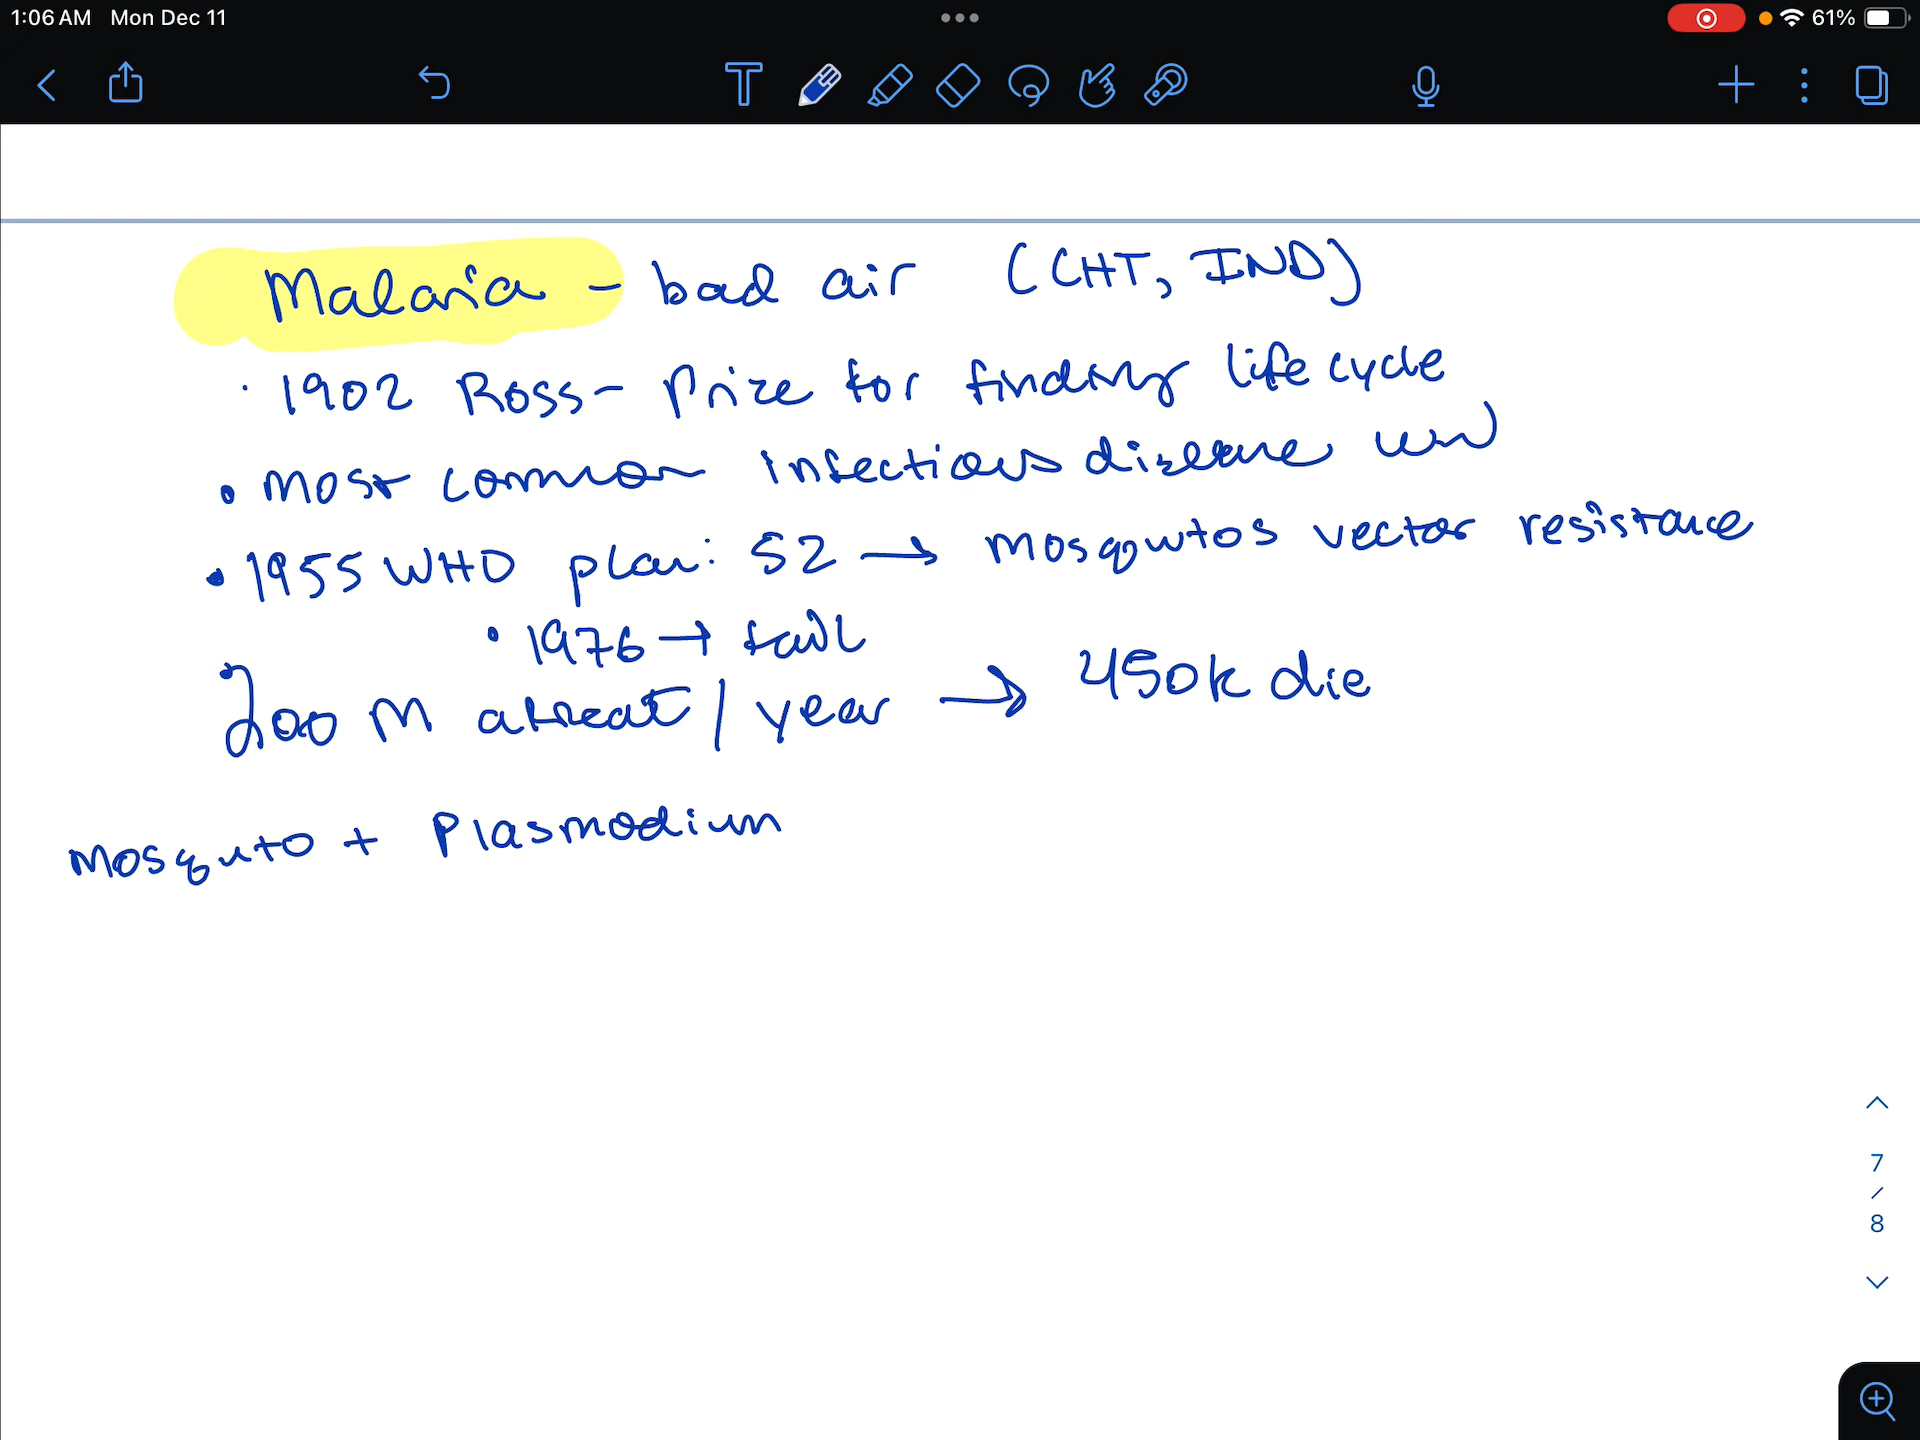 1:06 AM Mon Dec 11
61%
T
Malaria - bad air (CHT, IND)
· 1902 Ross - Prize for finding life cycle
• most common infectious disease ww
• 1955 WHO plan: 52 → mosquitos vector resistance
• 1976 → fail
200 M / year → 450k die
mosquito + Plasmodium
7
/
8